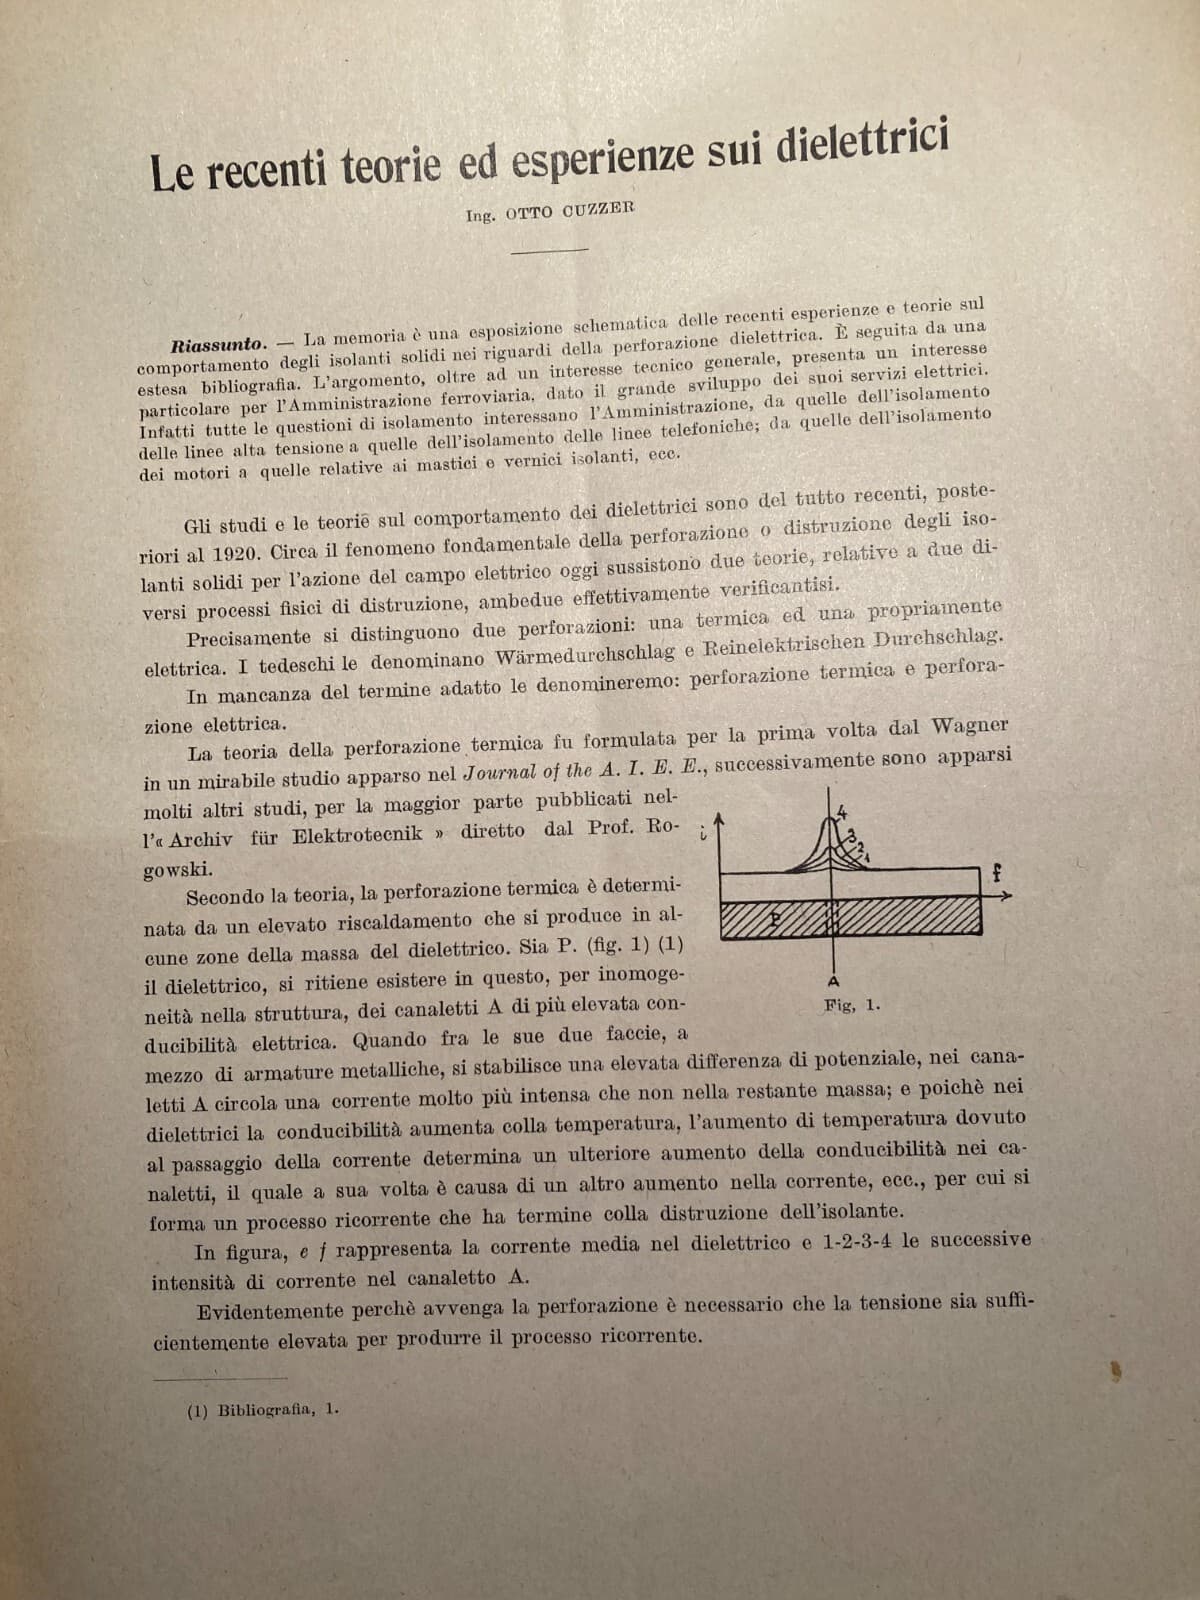 Le recenti teorie ed esperienze sui dielettrici
Ing. OTTO CUZZER
Riassunto. — La memoria è una esposizione schematica delle recenti esperienze e teorie sul
comportamento degli isolanti solidi nei riguardi della perforazione dielettrica. È seguita da una
estesa bibliografia. L'argomento, oltre ad un interesse tecnico generale, presenta un interesse
particolare per l'Amministrazione ferroviaria, dato il grande sviluppo dei suoi servizi elettrici.
Infatti tutte le questioni di isolamento interessano l'Amministrazione, da quelle dell'isolamento
delle linee alta tensione a quelle dell'isolamento delle linee telefoniche; da quelle dell'isolamento
dei motori a quelle relative ai mastici e vernici isolanti, ecc.
Gli studi e le teorie sul comportamento dei dielettrici sono del tutto recenti, poste-
riori al 1920. Circa il fenomeno fondamentale della perforazione o distruzione degli iso-
lanti solidi per l'azione del campo elettrico oggi sussistono due teorie, relative a due di-
versi processi fisici di distruzione, ambedue effettivamente verificantisi.
Precisamente si distinguono due perforazioni: una termica ed una propriamente
elettrica. I tedeschi le denominano Wärmedurchschlag e Reinelektrischen Durchschlag.
In mancanza del termine adatto le denomineremo: perforazione termica e perfora-
zione elettrica.
La teoria della perforazione termica fu formulata per la prima volta dal Wagner
in un mirabile studio apparso nel Journal of the A. I. E. E., successivamente sono apparsi
molti altri studi, per la maggior parte pubblicati nel-
l'« Archiv für Elektrotecnik » diretto dal Prof. Ro-
gowski.
Secondo la teoria, la perforazione termica è determi-
nata da un elevato riscaldamento che si produce in al-
cune zone della massa del dielettrico. Sia P. (fig. 1) (1)
il dielettrico, si ritiene esistere in questo, per inomoge-
neità nella struttura, dei canaletti A di più elevata con-
ducibilità elettrica. Quando fra le sue due faccie, a
mezzo di armature metalliche, si stabilisce una elevata differenza di potenziale, nei cana-
letti A circola una corrente molto più intensa che non nella restante massa; e poichè nei
dielettrici la conducibilità aumenta colla temperatura, l'aumento di temperatura dovuto
al passaggio della corrente determina un ulteriore aumento della conducibilità nei ca-
naletti, il quale a sua volta è causa di un altro aumento nella corrente, ecc., per cui si
forma un processo ricorrente che ha termine colla distruzione dell'isolante.
In figura, e f rappresenta la corrente media nel dielettrico e 1-2-3-4 le successive
intensità di corrente nel canaletto A.
Evidentemente perchè avvenga la perforazione è necessario che la tensione sia suffi-
cientemente elevata per produrre il processo ricorrente.
i
4
3
2
1
f
P
A
Fig, 1.
(1) Bibliografia, 1.